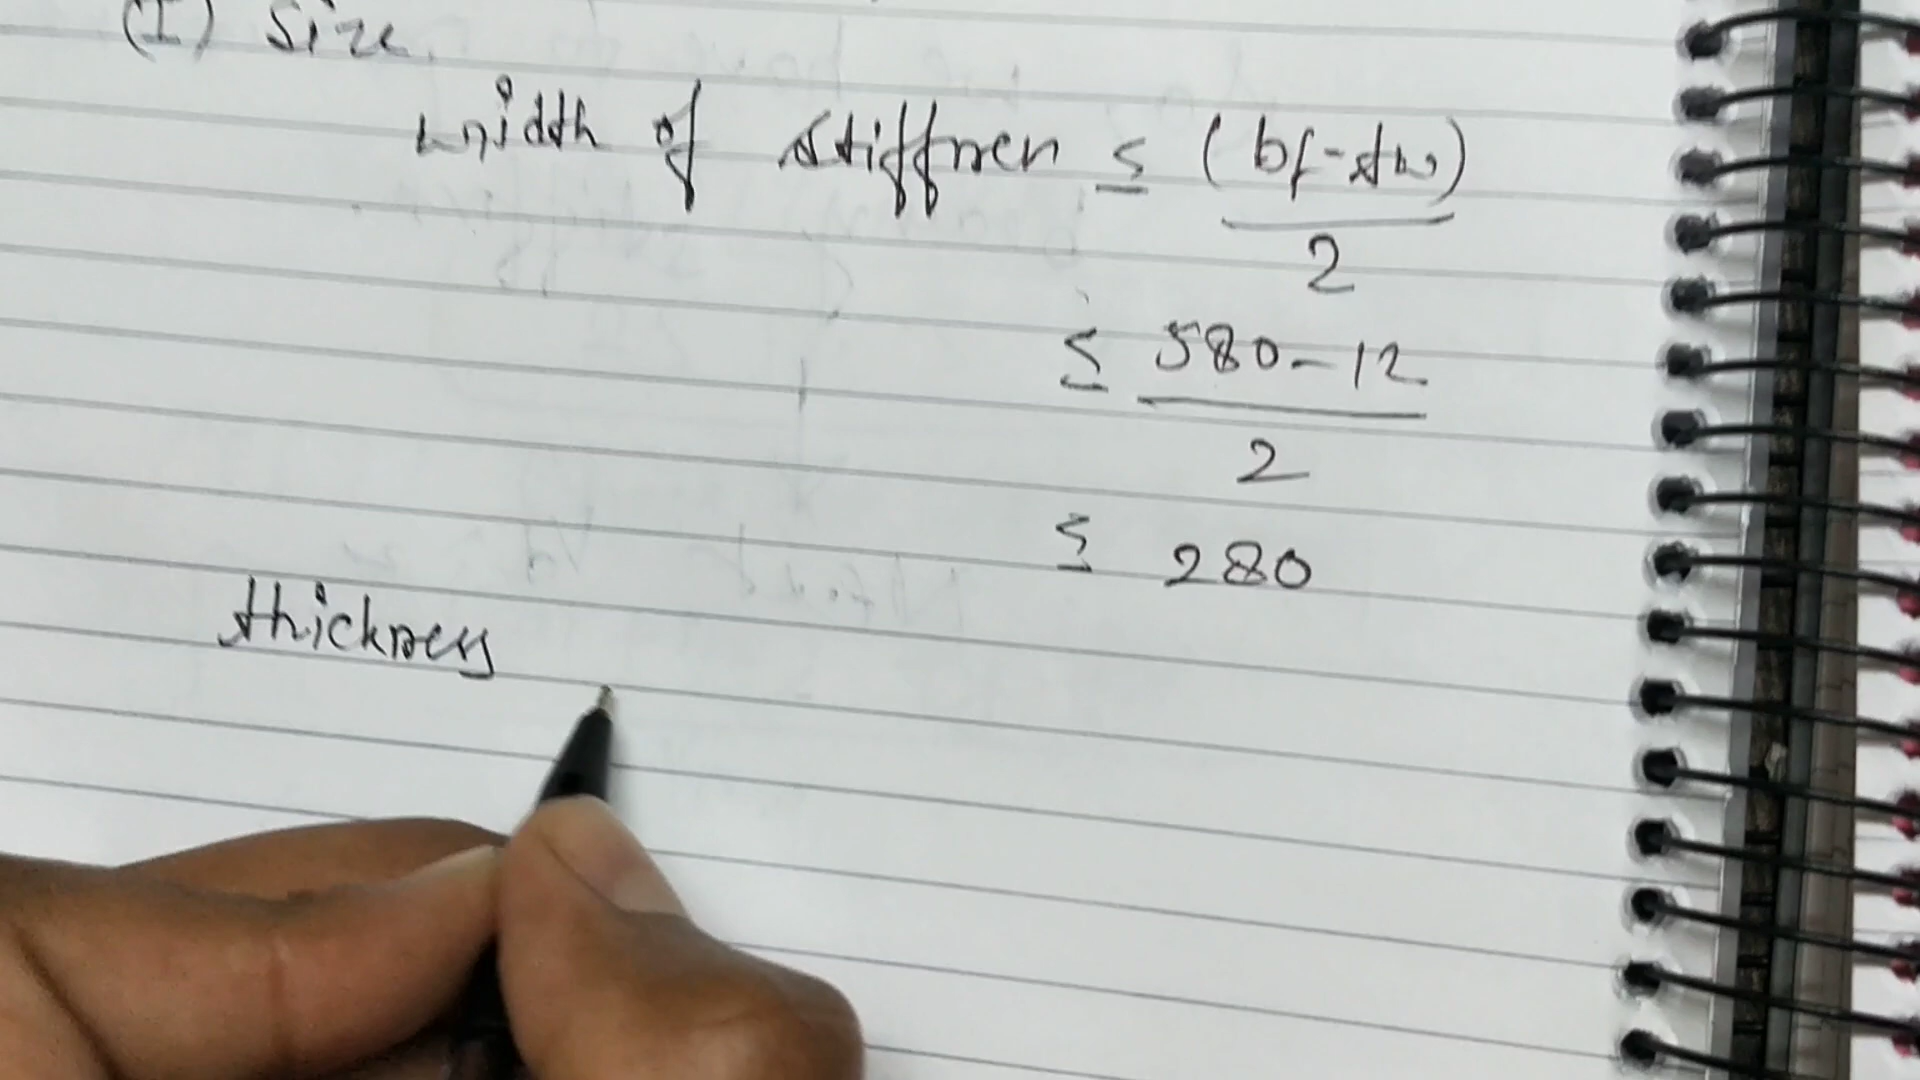 (I) Size
width of stiffner ≤ (bf-tw)
2
≤ 580-12
2
≤ 280
thickness